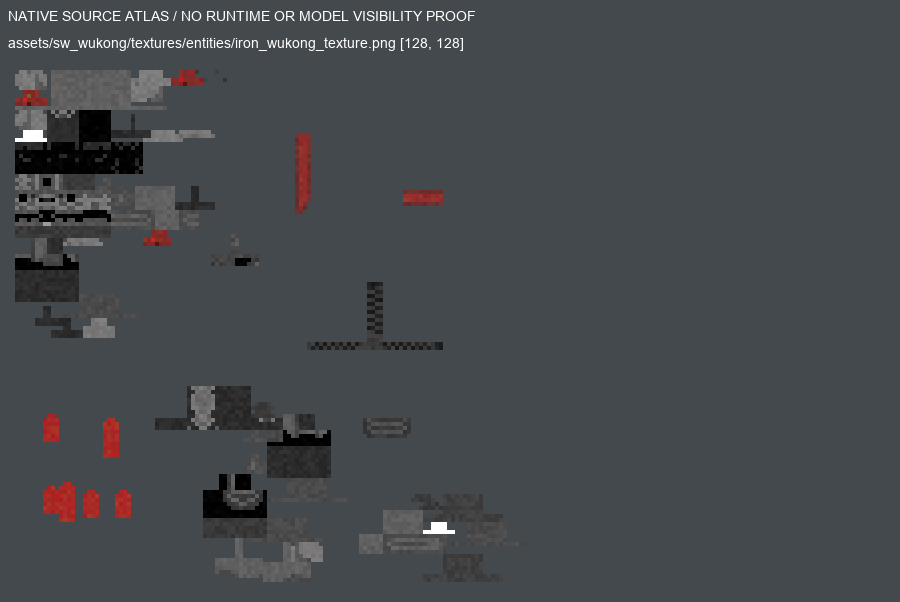 NATIVE SOURCE ATLAS / NO RUNTIME OR MODEL VISIBILITY PROOF
assets/sw_wukong/textures/entities/iron_wukong_texture.png [128, 128]